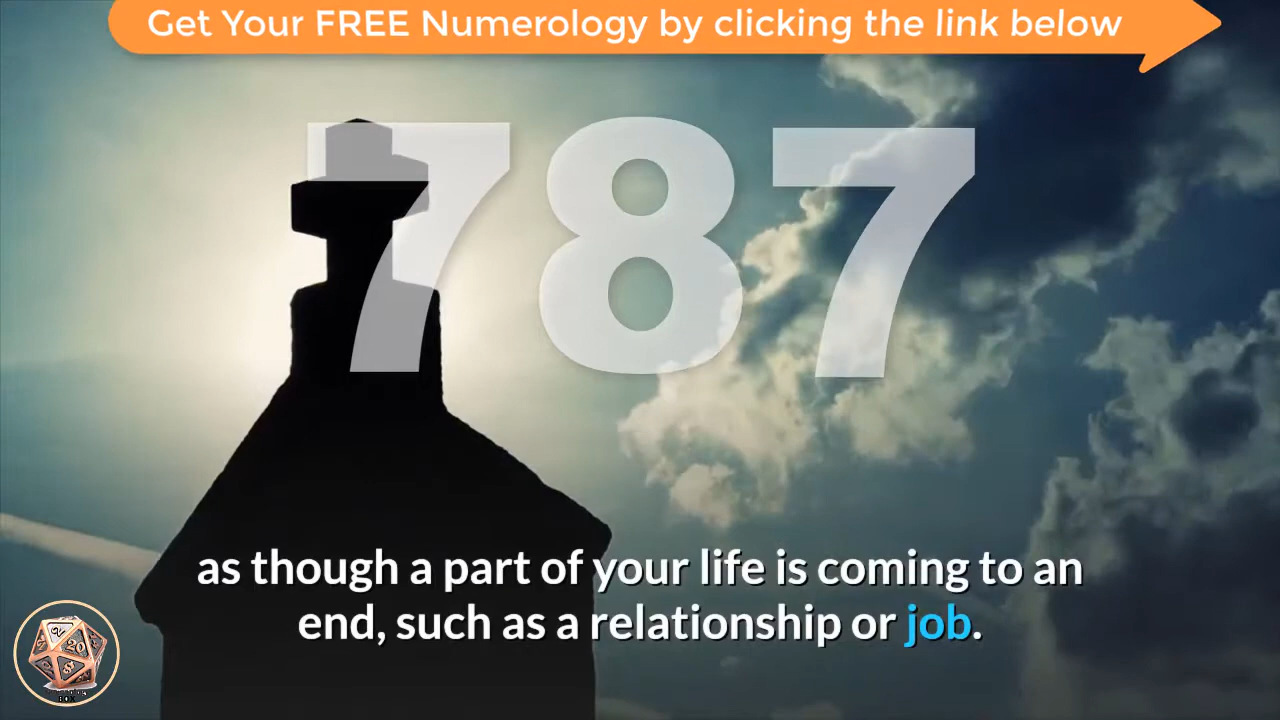 Get Your FREE Numerology by clicking the link below
787
as though a part of your life is coming to an
end, such as a relationship or job.
20